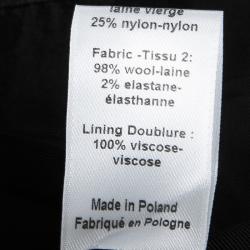 laine vierge
25% nylon-nylon
Fabric -Tissu 2:
98% wool-laine
2% elastane-
élasthanne
Lining Doublure :
100% viscose-
viscose
Made in Poland
Fabriqué en Pologne